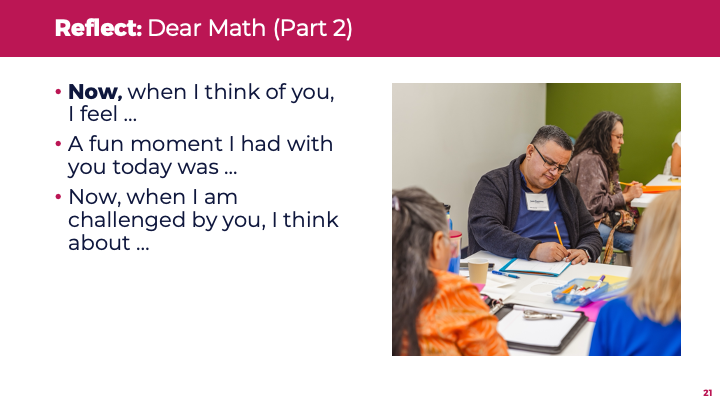 Reflect: Dear Math (Part 2)
• Now, when I think of you,
I feel ...
• A fun moment I had with
you today was ...
• Now, when I am
challenged by you, I think
about ...
21